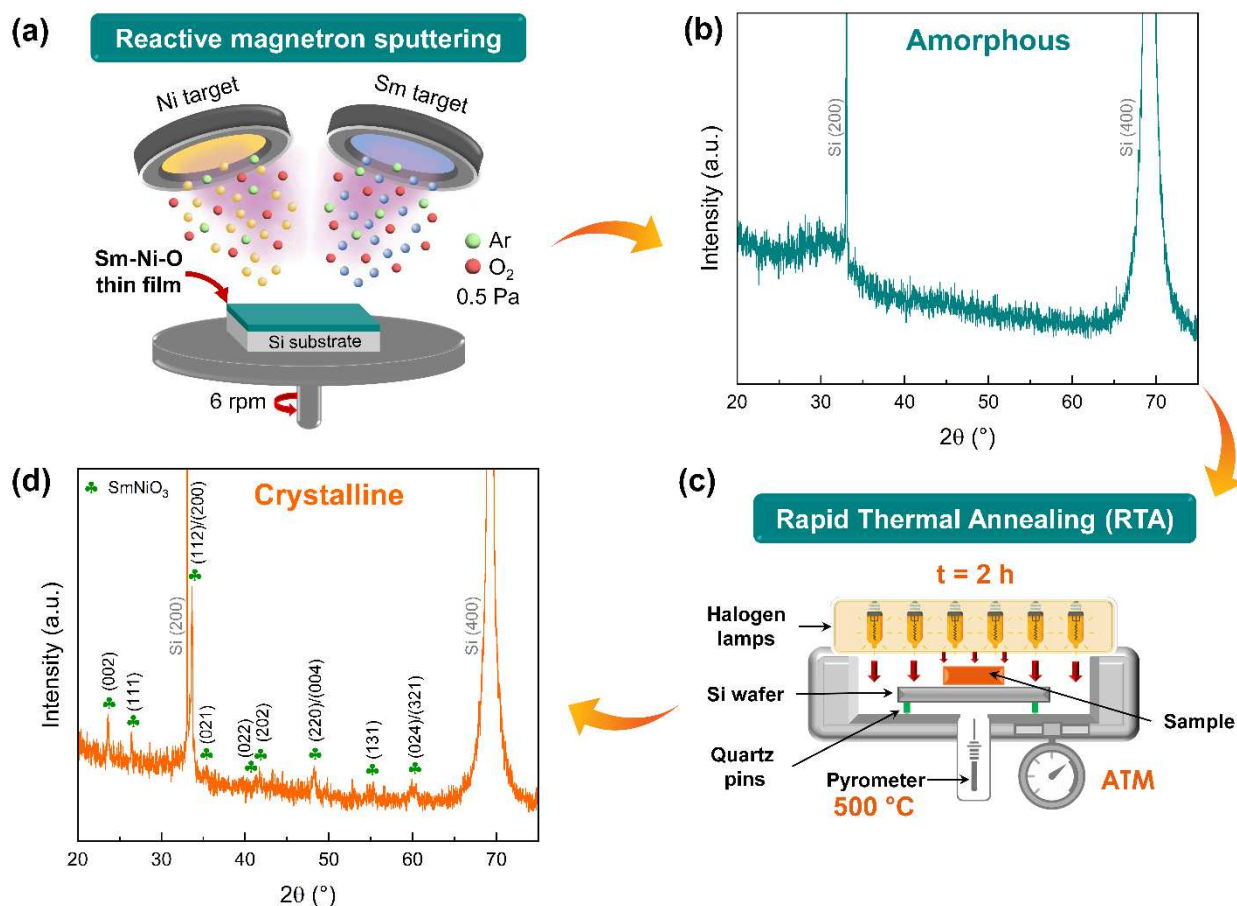 (a)
Reactive magnetron sputtering
Ni target
Sm target
Ar
O₂
0.5 Pa
Sm-Ni-O
thin film
Si substrate
6 rpm
(b)
Amorphous
Si (200)
Si (400)
Intensity (a.u.)
20 30 40 50 60 70
2θ (°)
(c)
Rapid Thermal Annealing (RTA)
t = 2 h
Halogen
lamps
Si wafer
Sample
Quartz
pins
Pyrometer
500 °C
ATM
(d)
♣ SmNiO₃
Crystalline
(002)
(111)
Si (200)
(112)/(200)
(021)
(022)
(202)
(220)/(004)
(131)
(024)/(321)
Si (400)
Intensity (a.u.)
20 30 40 50 60 70
2θ (°)